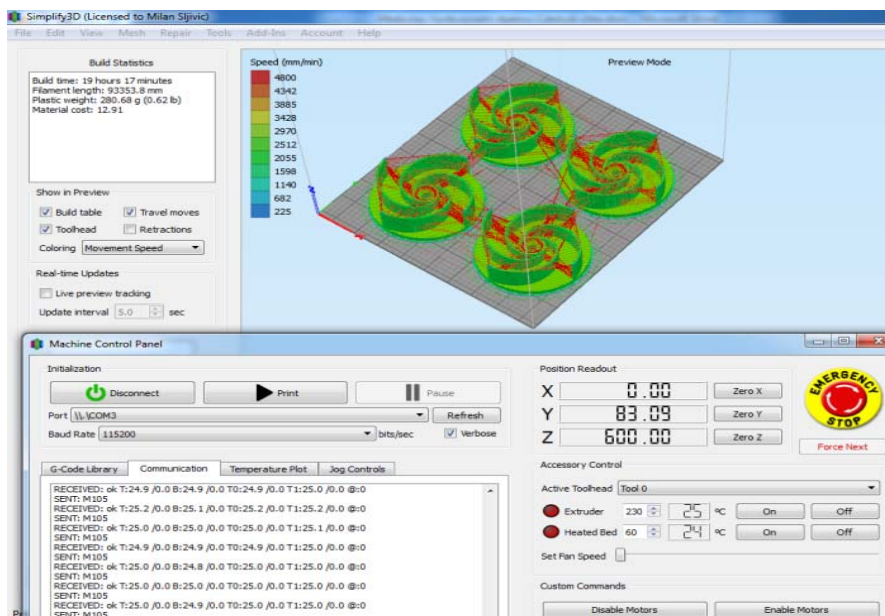 Simplify3D (Licensed to Milan Sljivic)
File Edit View Mesh Repair Tools Add-Ins Account Help
Build Statistics
Build time: 19 hours 17 minutes
Filament length: 93353.8 mm
Plastic weight: 280.68 g (0.62 lb)
Material cost: 12.91
Show in Preview
Build table Travel moves
Toolhead Retractions
Coloring Movement Speed
Real-time Updates
Live preview tracking
Update interval 5.0 sec
Speed (mm/min)
4800
4342
3885
3428
2970
2512
2055
1598
1140
682
225
Preview Mode
Machine Control Panel
Initialization
Disconnect Print Pause
Port \\.\COM3 Refresh
Baud Rate 115200 bits/sec Verbose
G-Code Library Communication Temperature Plot Jog Controls
RECEIVED: ok T:24.9 /0.0 B:24.9 /0.0 T0:24.9 /0.0 T1:25.0 /0.0 @:0
SENT: M105
RECEIVED: ok T:25.2 /0.0 B:25.1 /0.0 T0:25.2 /0.0 T1:25.2 /0.0 @:0
SENT: M105
RECEIVED: ok T:25.0 /0.0 B:25.0 /0.0 T0:25.0 /0.0 T1:25.1 /0.0 @:0
SENT: M105
RECEIVED: ok T:24.9 /0.0 B:24.9 /0.0 T0:24.9 /0.0 T1:25.0 /0.0 @:0
SENT: M105
RECEIVED: ok T:25.0 /0.0 B:24.8 /0.0 T0:25.0 /0.0 T1:25.0 /0.0 @:0
SENT: M105
RECEIVED: ok T:25.0 /0.0 B:25.0 /0.0 T0:25.0 /0.0 T1:25.0 /0.0 @:0
SENT: M105
RECEIVED: ok T:25.0 /0.0 B:24.9 /0.0 T0:25.0 /0.0 T1:25.0 /0.0 @:0
SENT: M105
Position Readout
X 0.00 Zero X
Y 83.09 Zero Y
Z 600.00 Zero Z
EMERGENCY STOP
Force Next
Accessory Control
Active Toolhead Tool 0
Extruder 230 25 ºC On Off
Heated Bed 60 24 ºC On Off
Set Fan Speed
Custom Commands
Disable Motors Enable Motors